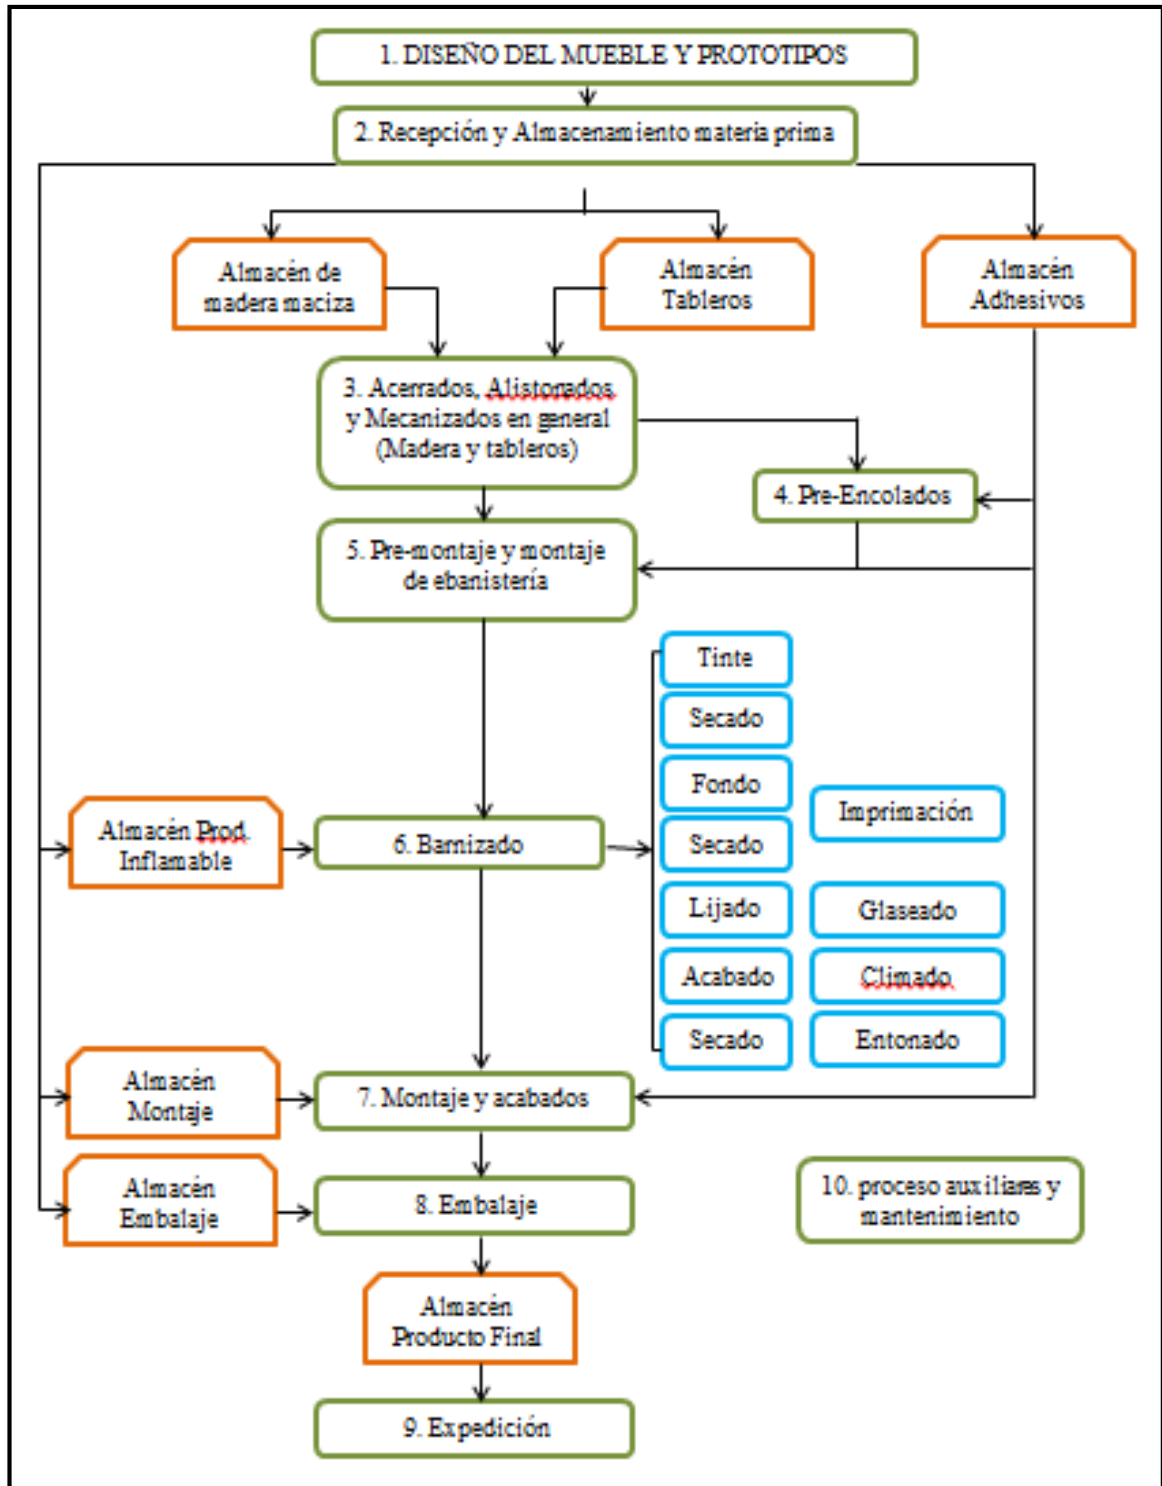 1. DISEÑO DEL MUEBLE Y PROTOTIPOS
2. Recepción y Almacenamiento materia prima
Almacén de
madera maciza
Almacén
Tableros
Almacén
Adhesivos
3. Acerrados, Alistonados
y Mecanizados en general
(Madera y tableros)
4. Pre-Encolados
5. Pre-montaje y montaje
de ebanistería
Tinte
Secado
Fondo
Imprimación
Almacén Prod.
Inflamable
6. Barnizado
Secado
Lijado
Glaseado
Acabado
Climado
Secado
Entonado
Almacén
Montaje
7. Montaje y acabados
Almacén
Embalaje
8. Embalaje
10. proceso auxiliares y
mantenimiento
Almacén
Producto Final
9. Expedición